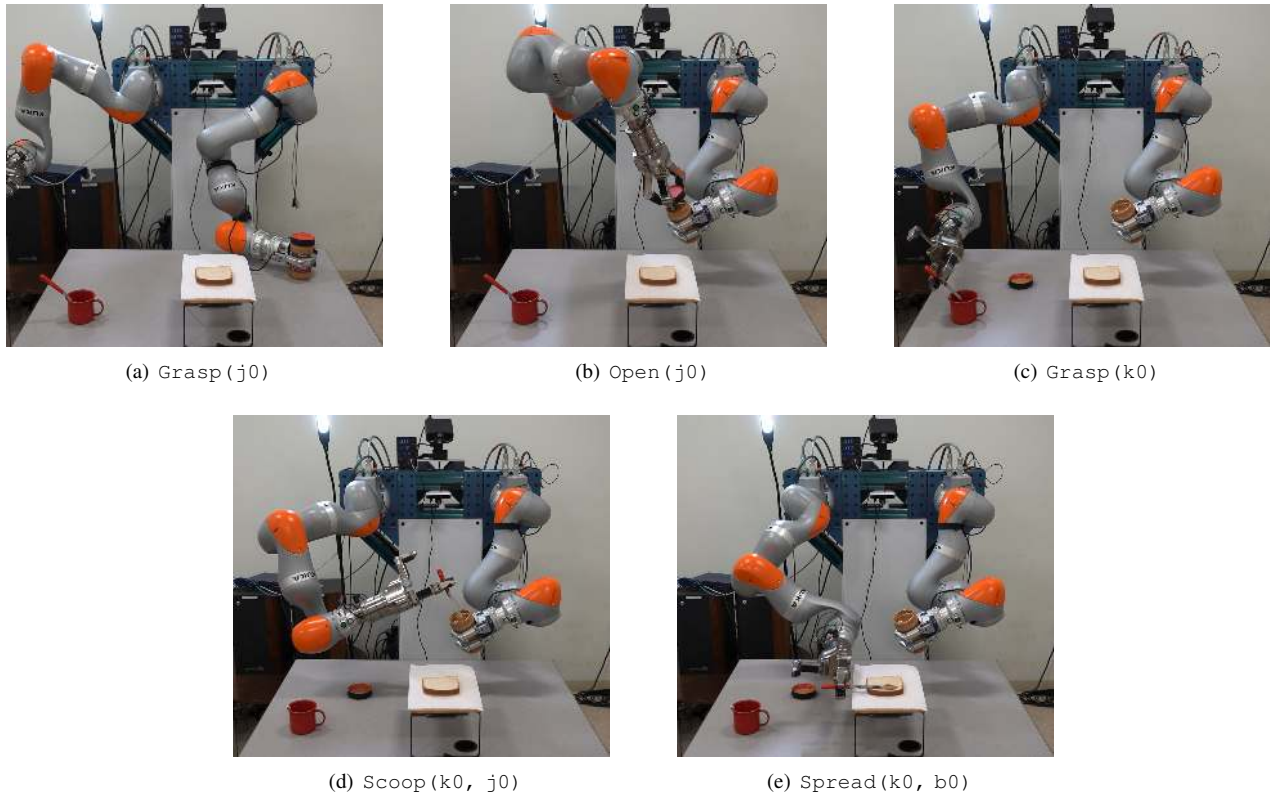 (a) Grasp(j0)
(b) Open(j0)
(c) Grasp(k0)
(d) Scoop(k0, j0)
(e) Spread(k0, b0)